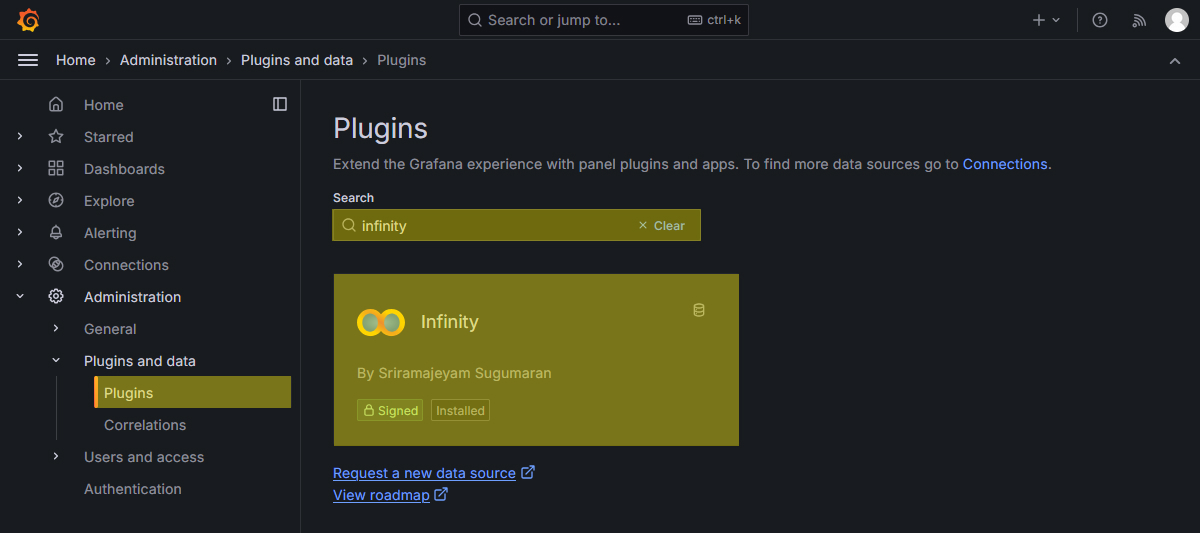 Search or jump to... ctrl+k
Home › Administration › Plugins and data › Plugins
Home
Starred
Dashboards
Explore
Alerting
Connections
Administration
General
Plugins and data
Plugins
Correlations
Users and access
Authentication
Plugins
Extend the Grafana experience with panel plugins and apps. To find more data sources go to Connections.
Search
infinity × Clear
Infinity
By Sriramajeyam Sugumaran
Signed Installed
Request a new data source
View roadmap